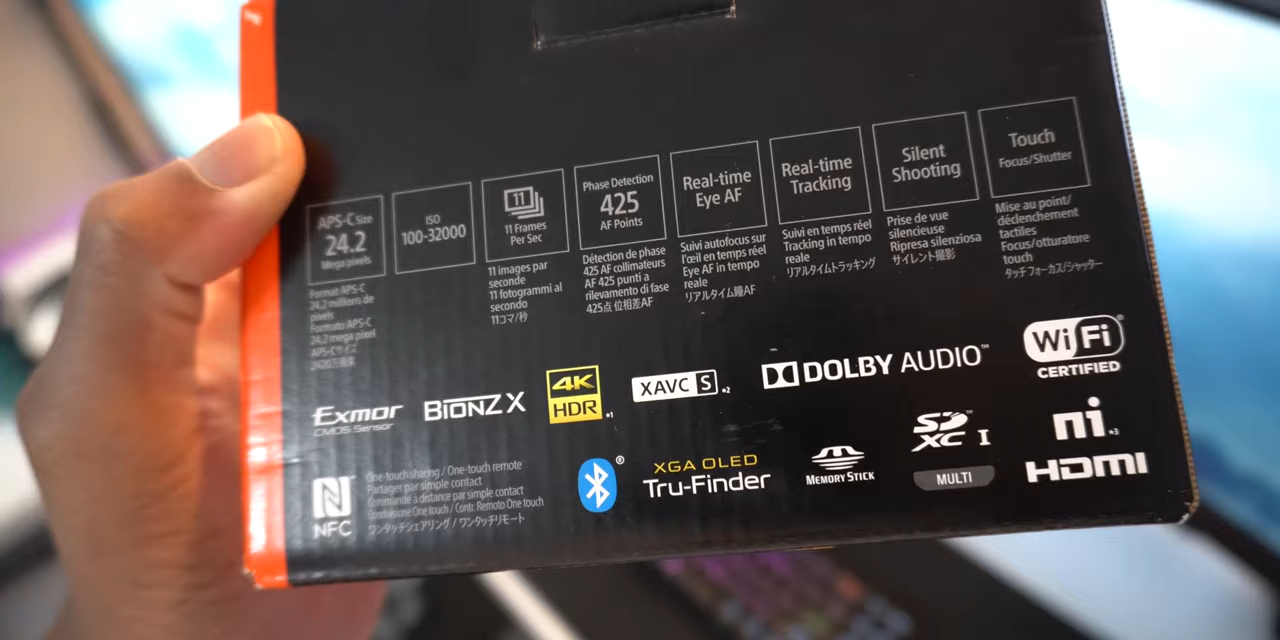 APS-C Size
24.2
Mega pixels
Format APS-C
24,2 millions de
pixels
Formato APS-C
24,2 mega pixel
APS-Cサイズ
ISO
100-32000
11
11 Frames
Per Sec
11 images par
seconde
11 fotogrammi al
secondo
11コマ/秒
Phase Detection
425
AF Points
Détection de phase
425 AF collimateurs
AF 425 punti a
rilevamento di fase
425点 位相差AF
Real-time
Eye AF
Suivi autofocus sur
l'œil en temps réel
Eye AF in tempo
reale
リアルタイム瞳AF
Real-time
Tracking
Suivi en temps réel
Tracking in tempo
reale
リアルタイムトラッキング
Silent
Shooting
Prise de vue
silencieuse
Ripresa silenziosa
サイレント撮影
Touch
Focus/Shutter
Mise au point/
déclenchement
tactiles
Focus/otturatore
touch
タッチ フォーカス/シャッター
Exmor
CMOS Sensor
BIONZ X
4K
HDR *1
XAVC S *2
DOLBY AUDIO™
Wi Fi®
CERTIFIED
NFC
One-touch sharing / One-touch remote
Partager par simple contact
Commande à distance par simple contact
Condivisione One touch / Contr. Remoto One touch
ワンタッチシェアリング / ワンタッチリモート
®
XGA OLED
Tru-Finder
MEMORY STICK
SD™
XC I
MULTI
ni *3
HDMI